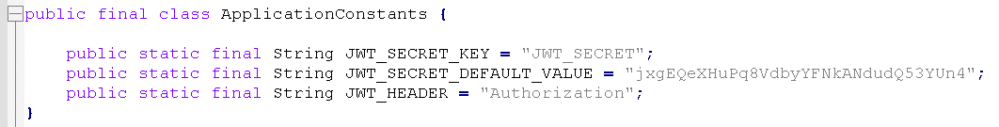 public final class ApplicationConstants {
public static final String JWT_SECRET_KEY = "JWT_SECRET";
public static final String JWT_SECRET_DEFAULT_VALUE = "jxgEQeXHuPq8VdbyYFNkANdudQ53YUn4";
public static final String JWT_HEADER = "Authorization";
}